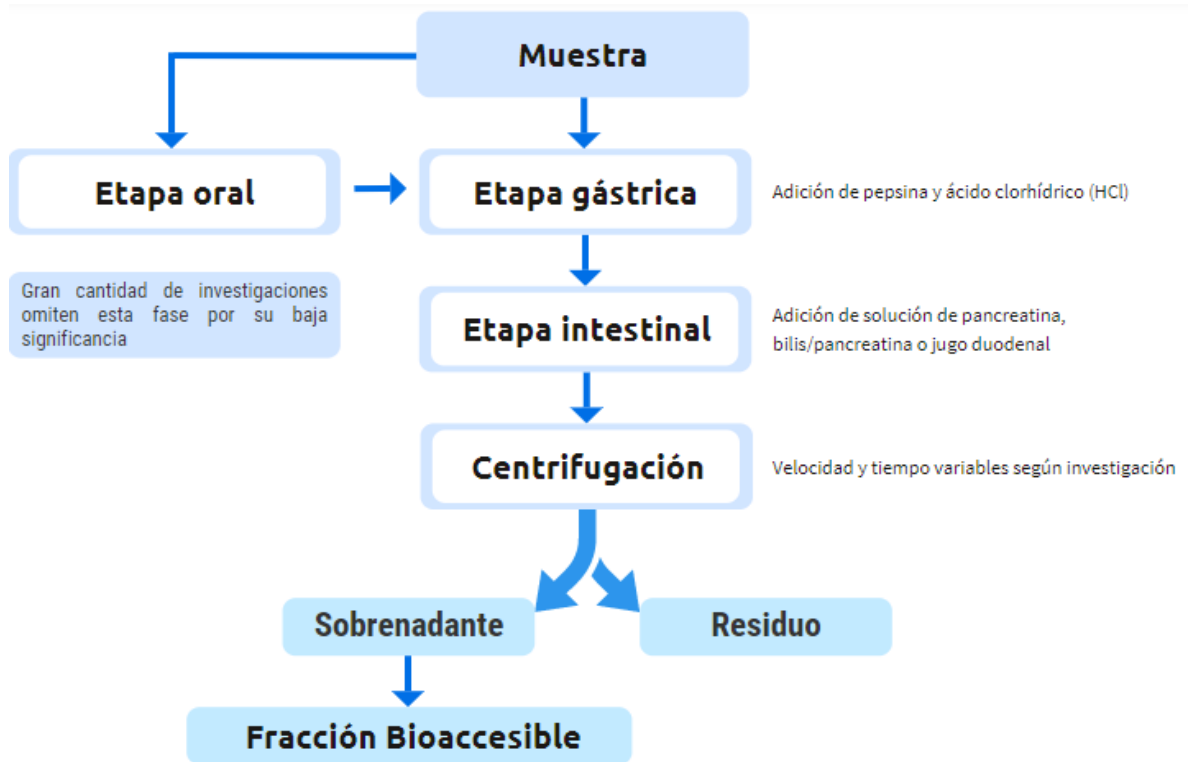 Muestra
Etapa oral
Etapa gástrica
Adición de pepsina y ácido clorhídrico (HCl)
Gran cantidad de investigaciones
omiten esta fase por su baja
significancia
Etapa intestinal
Adición de solución de pancreatina,
bilis/pancreatina o jugo duodenal
Centrifugación
Velocidad y tiempo variables según investigación
Sobrenadante
Residuo
Fracción Bioaccesible